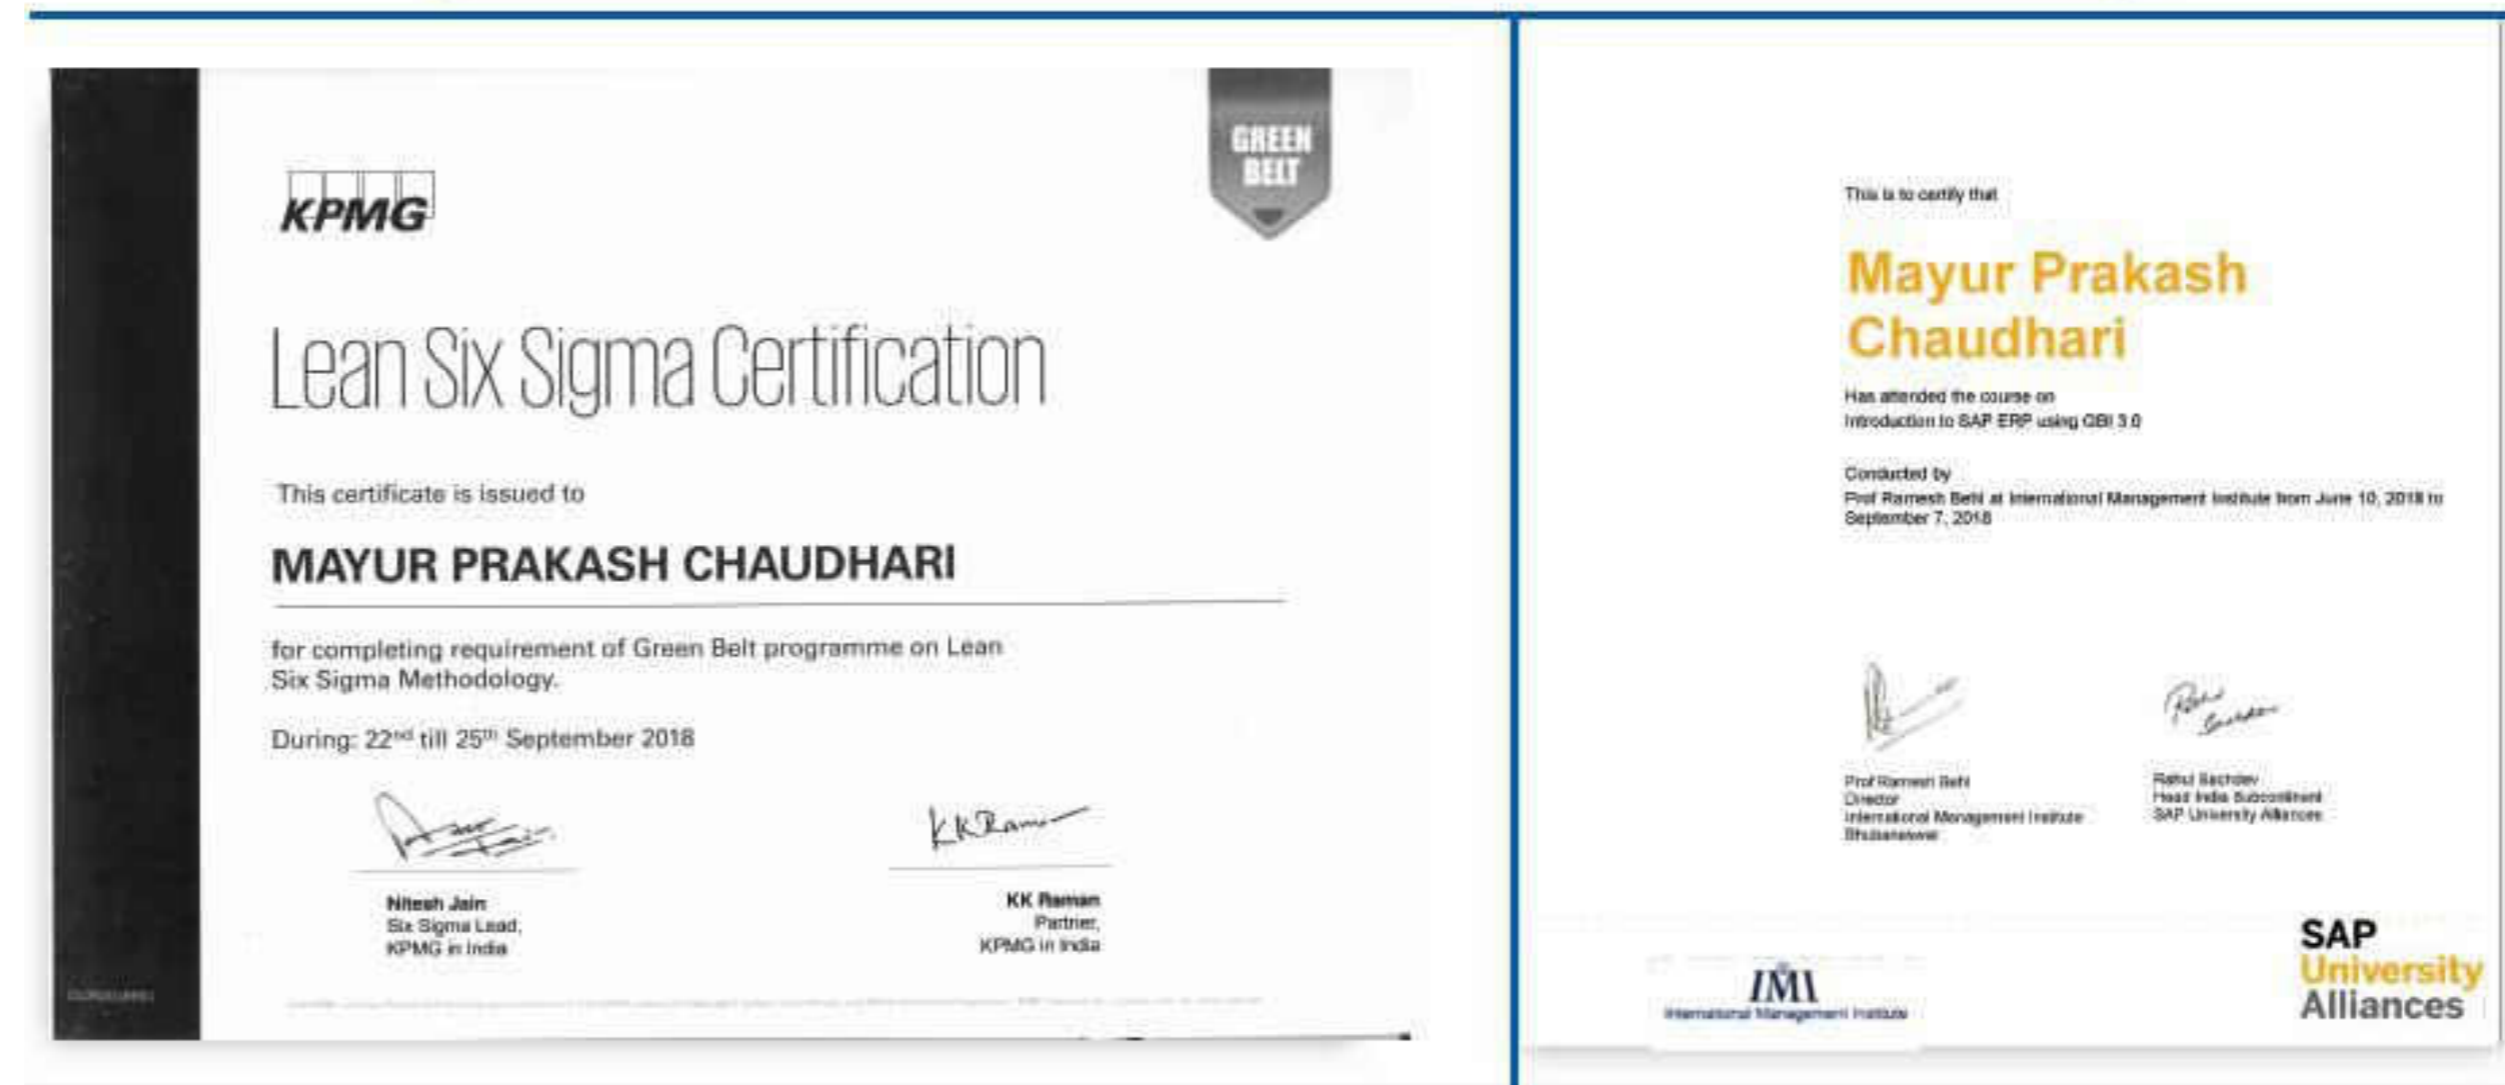 GREEN
BELT
KPMG
Lean Six Sigma Certification
This certificate is issued to
MAYUR PRAKASH CHAUDHARI
for completing requirement of Green Belt programme on Lean
Six Sigma Methodology.
During: 22nd till 25th September 2018
KK Raman
Nitesh Jain
Six Sigma Lead,
KPMG in India
KK Raman
Partner,
KPMG in India
This is to certify that
Mayur Prakash
Chaudhari
Has attended the course on
Introduction to SAP ERP using GBI 3.0
Conducted by
Prof Ramesh Behl at International Management Institute from June 10, 2018 to
September 7, 2018
Prof Ramesh Behl
Director
International Management Institute
Bhubaneswar
Rahul Sachdev
Head India Subcontinent
SAP University Alliances
IMI
International Management Institute
SAP
University
Alliances